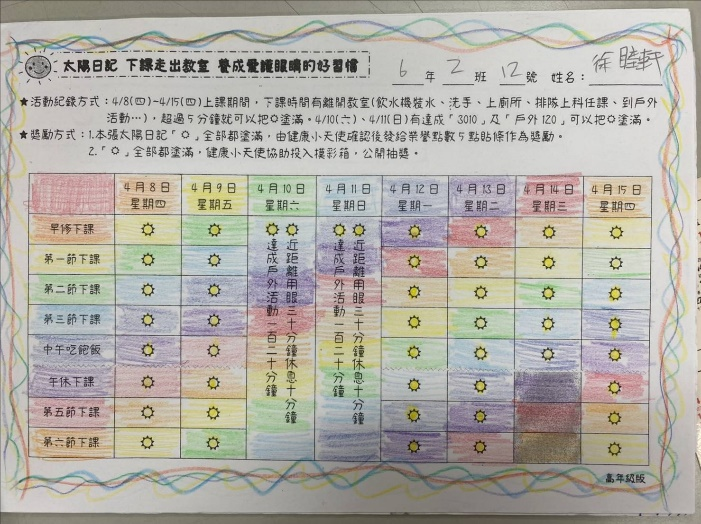 太陽日記 下課走出教室 養成愛護眼睛的好習慣
6年2班12號 姓名：徐睦軒
★活動紀錄方式：4/8(四)~4/15(四)上課期間，下課時間有離開教室(飲水機裝水、洗手、上廁所、排隊上科任課、到戶外
活動…)，超過5分鐘就可以把☼塗滿。4/10(六)、4/11(日)有達成「3010」及「戶外120」可以把☼塗滿。
★獎勵方式：1.本張太陽日記「☼」全部都塗滿，由健康小天使確認後發給榮譽點數5點貼條作為獎勵。
2.「☼」全部都塗滿，健康小天使協助投入摸彩箱，公開抽獎。
4月8日 4月9日 4月10日 4月11日 4月12日 4月13日 4月14日 4月15日
星期四 星期五 星期六 星期日 星期一 星期二 星期三 星期四
早修下課
第一節下課
第二節下課
第三節下課
中午吃飽飯
午休下課
第五節下課
第六節下課
近距離用眼三十分鐘休息十分鐘
達成戶外活動一百二十分鐘
近距離用眼三十分鐘休息十分鐘
達成戶外活動一百二十分鐘
高年級版